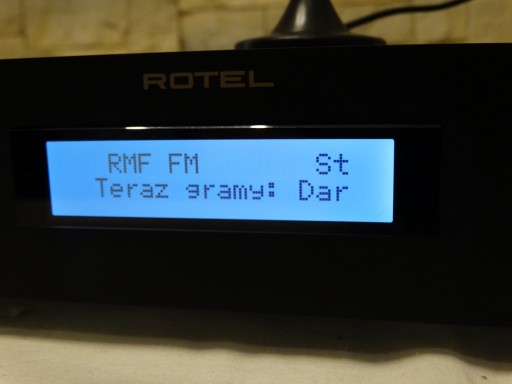 ROTEL
RMF FM St
Teraz gramy: Dar